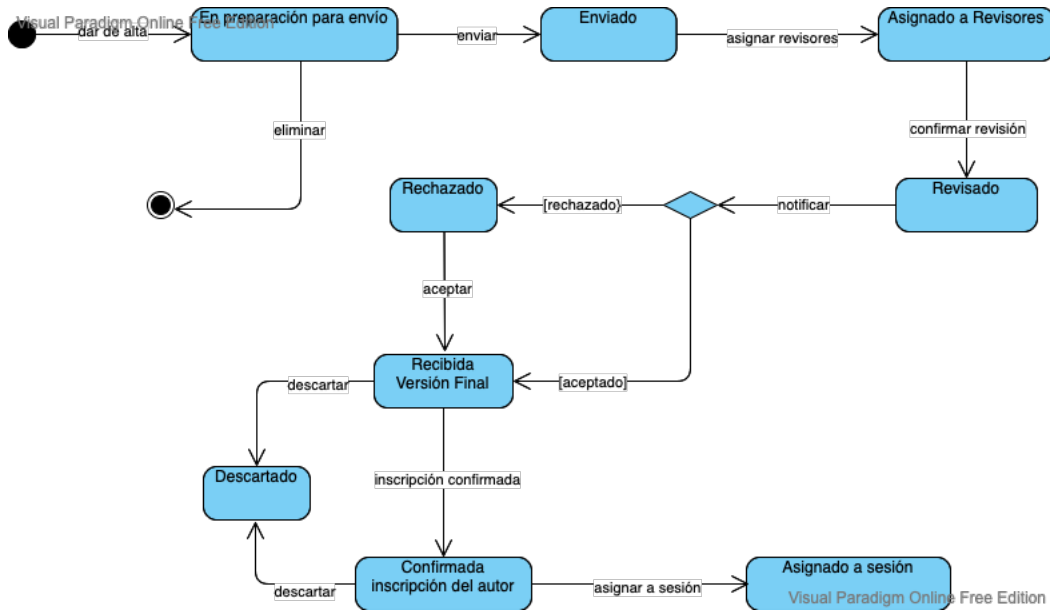 Visual Paradigm Online Free Edition
dar de alta
En preparación para envío
enviar
Enviado
asignar revisores
Asignado a Revisores
eliminar
confirmar revisión
Rechazado
[rechazado}
notificar
Revisado
aceptar
Recibida
Versión Final
[aceptado]
descartar
Descartado
inscripción confirmada
descartar
Confirmada
inscripción del autor
asignar a sesión
Asignado a sesión
Visual Paradigm Online Free Edition